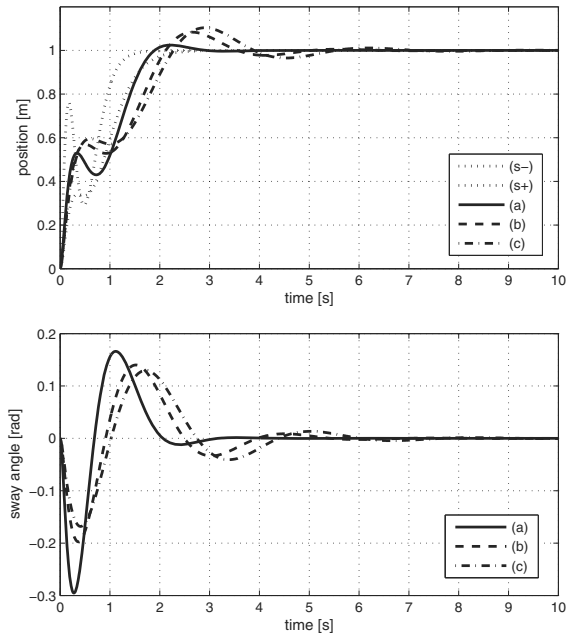 1
0.8
0.6
0.4
0.2
0
position [m]
(s−)
(s+)
(a)
(b)
(c)
0 1 2 3 4 5 6 7 8 9 10
time [s]
0.2
0.1
0
−0.1
−0.2
−0.3
sway angle [rad]
(a)
(b)
(c)
0 1 2 3 4 5 6 7 8 9 10
time [s]